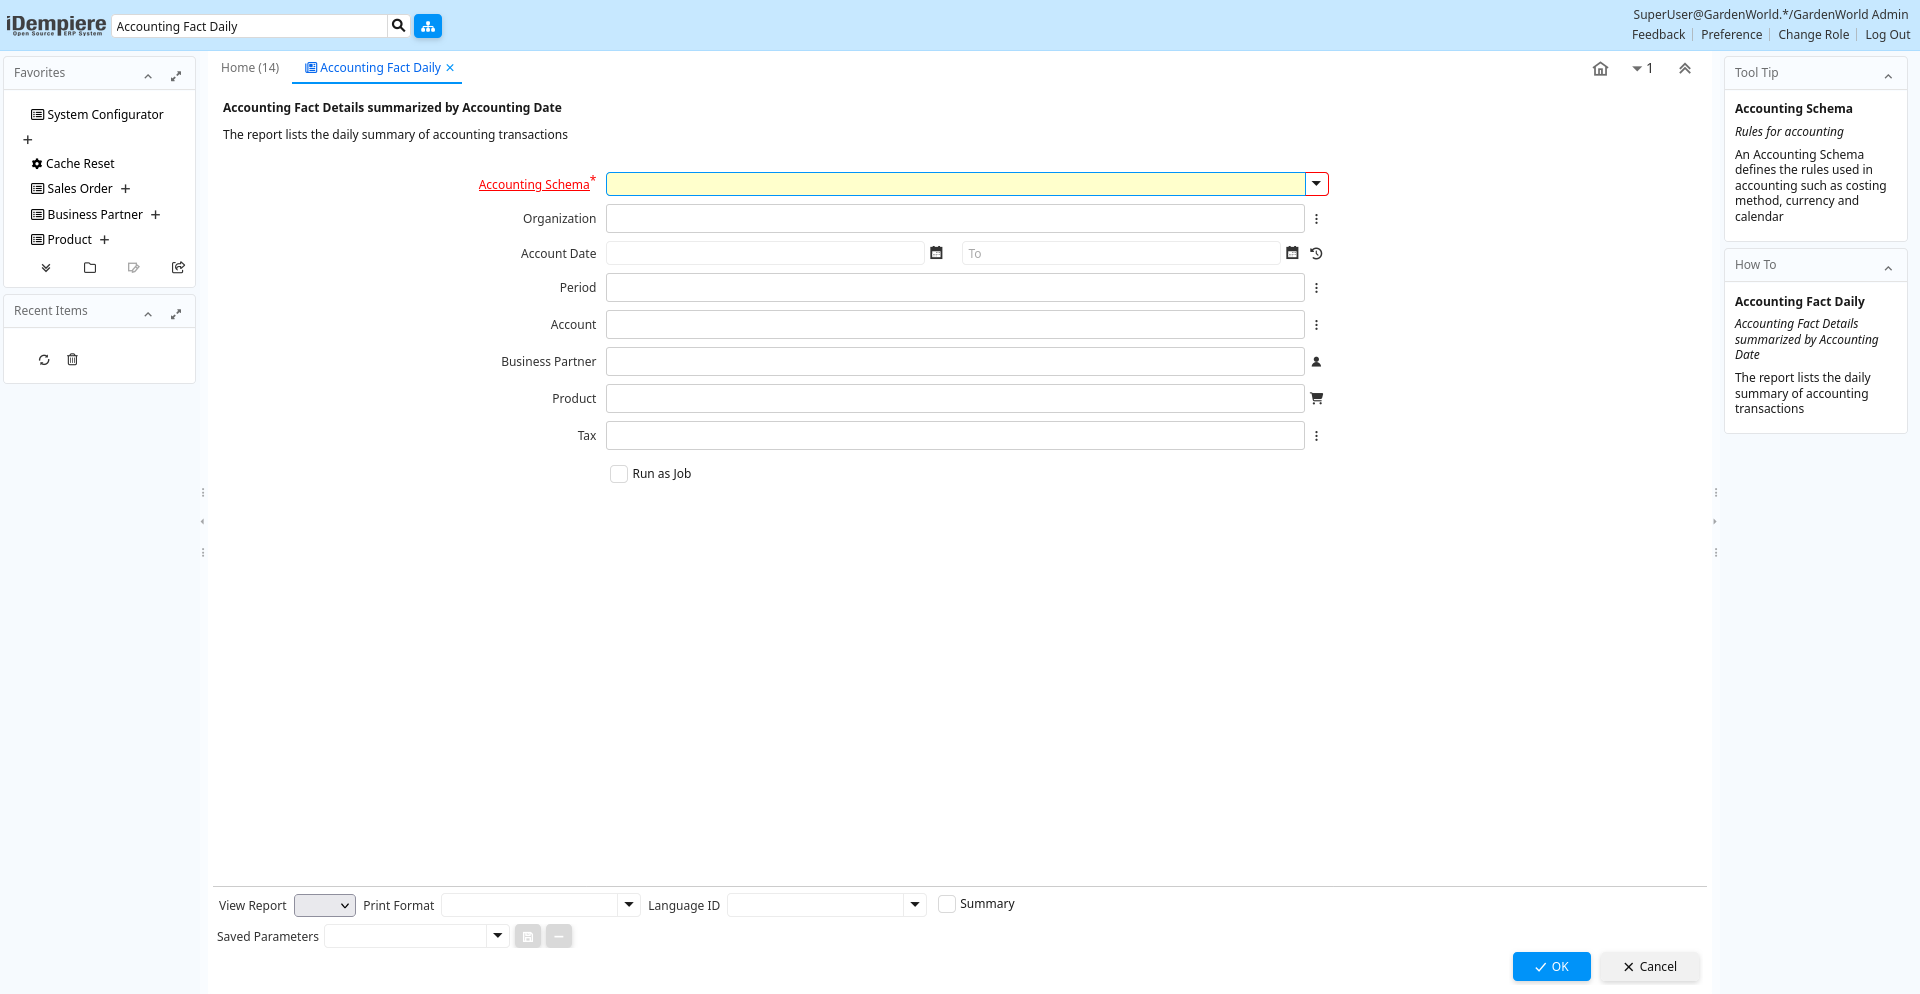 iDempiere
Open Source ERP System
Accounting Fact Daily
SuperUser@GardenWorld.*/GardenWorld Admin
Feedback
Preference
Change Role
Log Out
Favorites
System Configurator
Cache Reset
Sales Order
Business Partner
Product
Recent Items
Home (14)
Accounting Fact Daily
1
Accounting Fact Details summarized by Accounting Date
The report lists the daily summary of accounting transactions
Accounting Schema*
Organization
Account Date
To
Period
Account
Business Partner
Product
Tax
Run as Job
View Report
Print Format
Language ID
Summary
Saved Parameters
OK
Cancel
Tool Tip
Accounting Schema
Rules for accounting
An Accounting Schema
defines the rules used in
accounting such as costing
method, currency and
calendar
How To
Accounting Fact Daily
Accounting Fact Details
summarized by Accounting
Date
The report lists the daily
summary of accounting
transactions